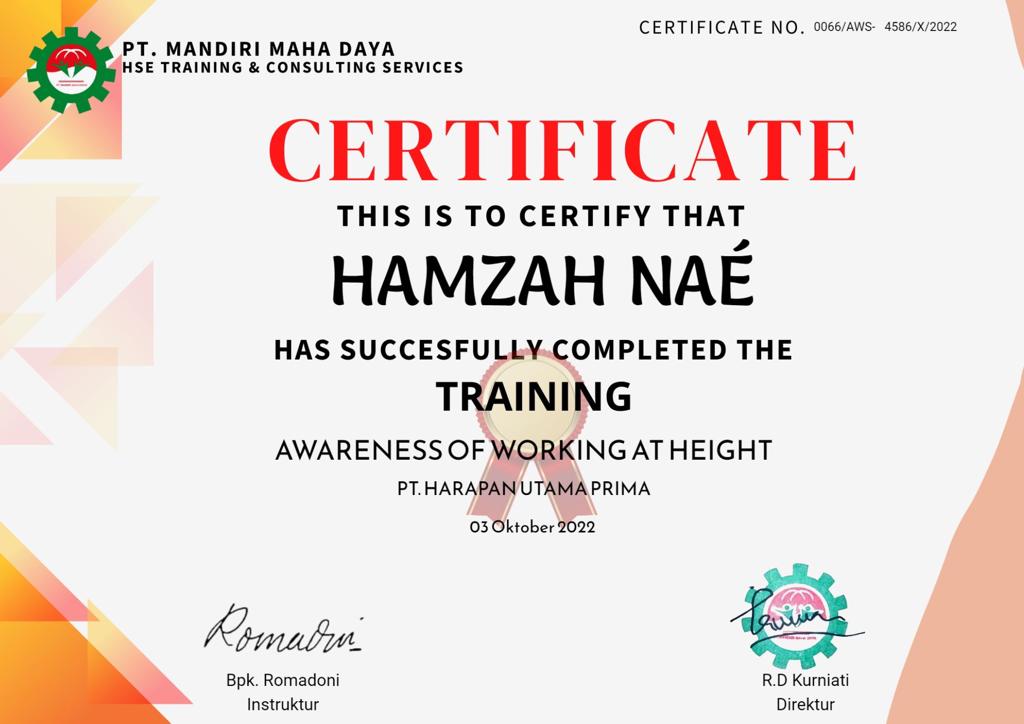 CERTIFICATE NO. 0066/AWS- 4586/X/2022
PT. MANDIRI MAHA DAYA
HSE TRAINING & CONSULTING SERVICES
CERTIFICATE
THIS IS TO CERTIFY THAT
HAMZAH NAÉ
HAS SUCCESFULLY COMPLETED THE
TRAINING
AWARENESS OF WORKING AT HEIGHT
PT. HARAPAN UTAMA PRIMA
03 Oktober 2022
Romadoni
Bpk. Romadoni
Instruktur
R.D Kurniati
Direktur